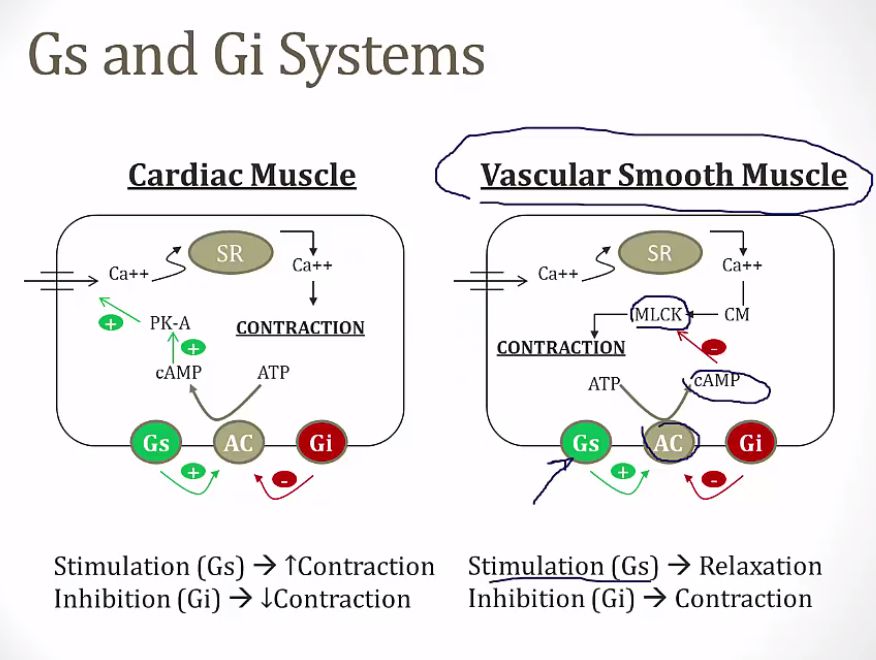 Gs and Gi Systems
Cardiac Muscle
SR
Ca++
Ca++
PK-A
+
CONTRACTION
+
cAMP
ATP
Gs
AC
Gi
+
-
Stimulation (Gs) → ↑Contraction
Inhibition (Gi) → ↓Contraction
Vascular Smooth Muscle
SR
Ca++
Ca++
MLCK
CM
CONTRACTION
-
ATP
cAMP
Gs
AC
Gi
+
-
Stimulation (Gs) → Relaxation
Inhibition (Gi) → Contraction